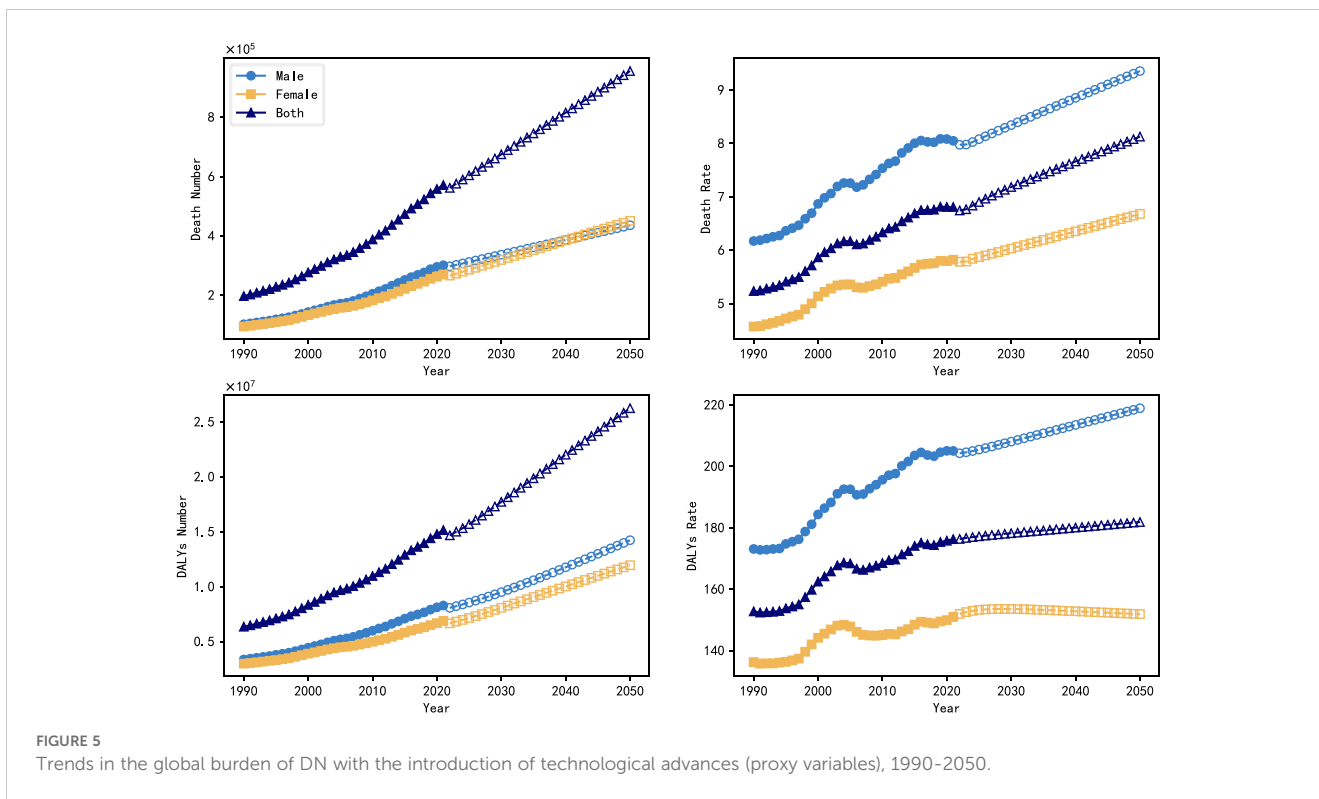 ×10⁵
Male
Female
Both
8
6
4
2
Death Number
1990 2000 2010 2020 2030 2040 2050
Year
9
8
7
6
5
Death Rate
1990 2000 2010 2020 2030 2040 2050
Year
×10⁷
2.5
2.0
1.5
1.0
0.5
DALYs Number
1990 2000 2010 2020 2030 2040 2050
Year
220
200
180
160
140
DALYs Rate
1990 2000 2010 2020 2030 2040 2050
Year
FIGURE 5
Trends in the global burden of DN with the introduction of technological advances (proxy variables), 1990-2050.